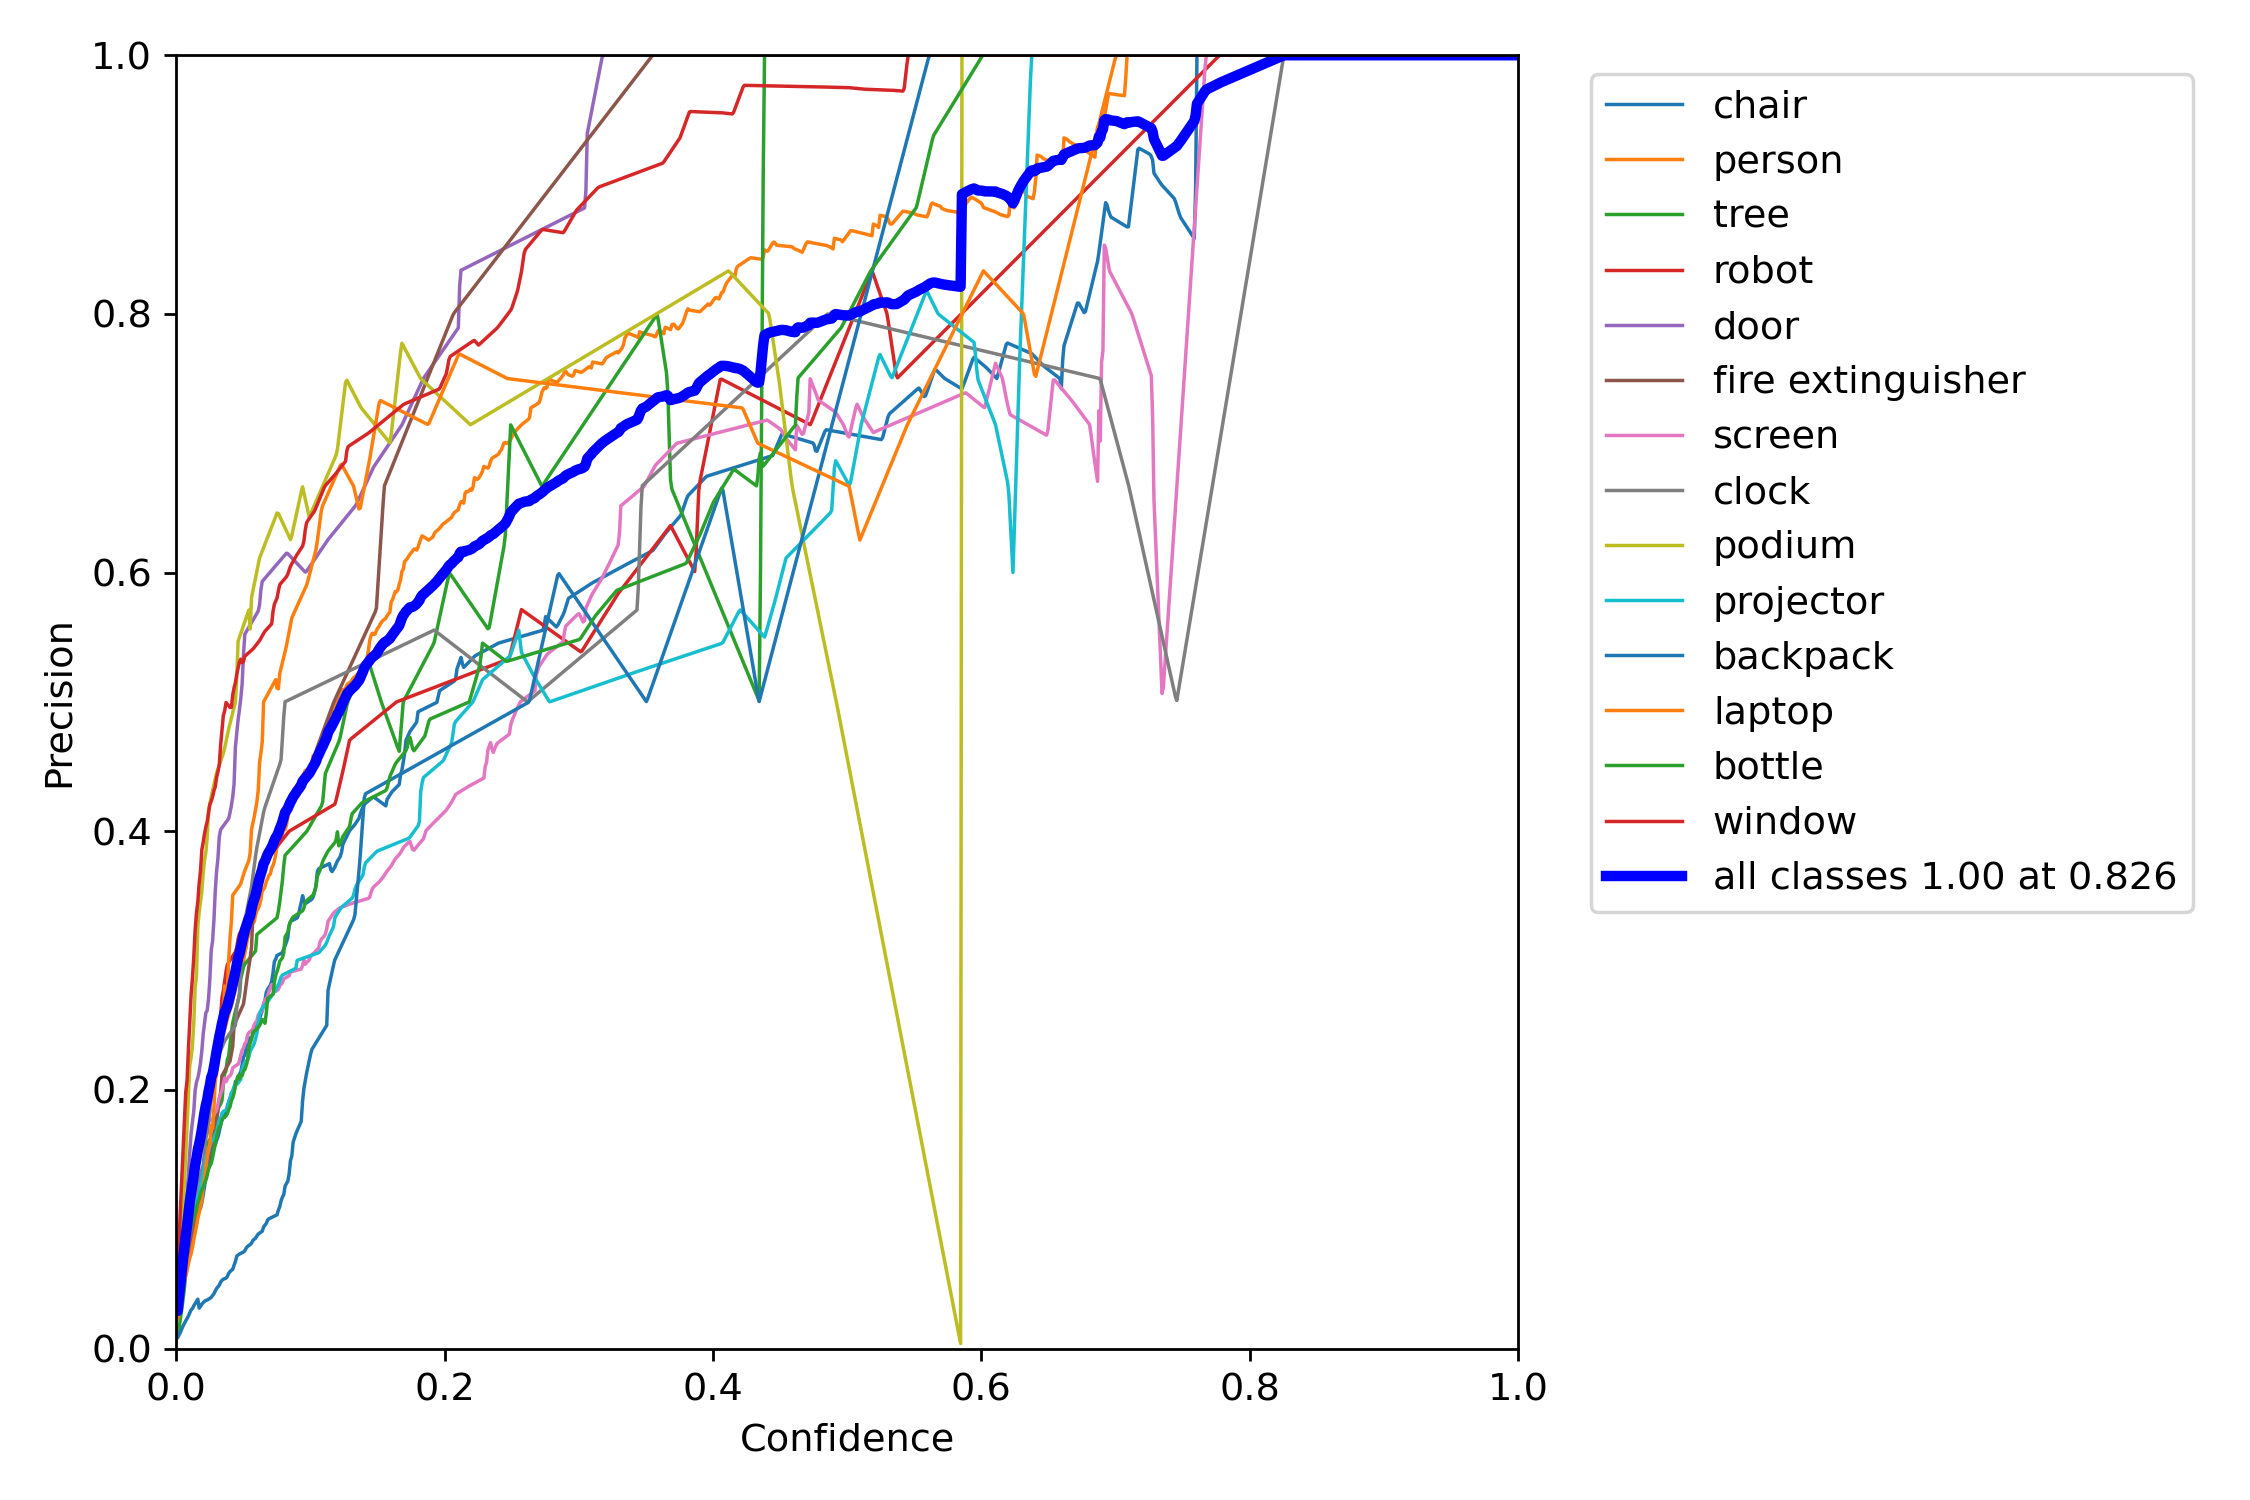 1.0
0.8
0.6
0.4
0.2
0.0
Precision
0.0 0.2 0.4 0.6 0.8 1.0
Confidence
chair
person
tree
robot
door
fire extinguisher
screen
clock
podium
projector
backpack
laptop
bottle
window
all classes 1.00 at 0.826